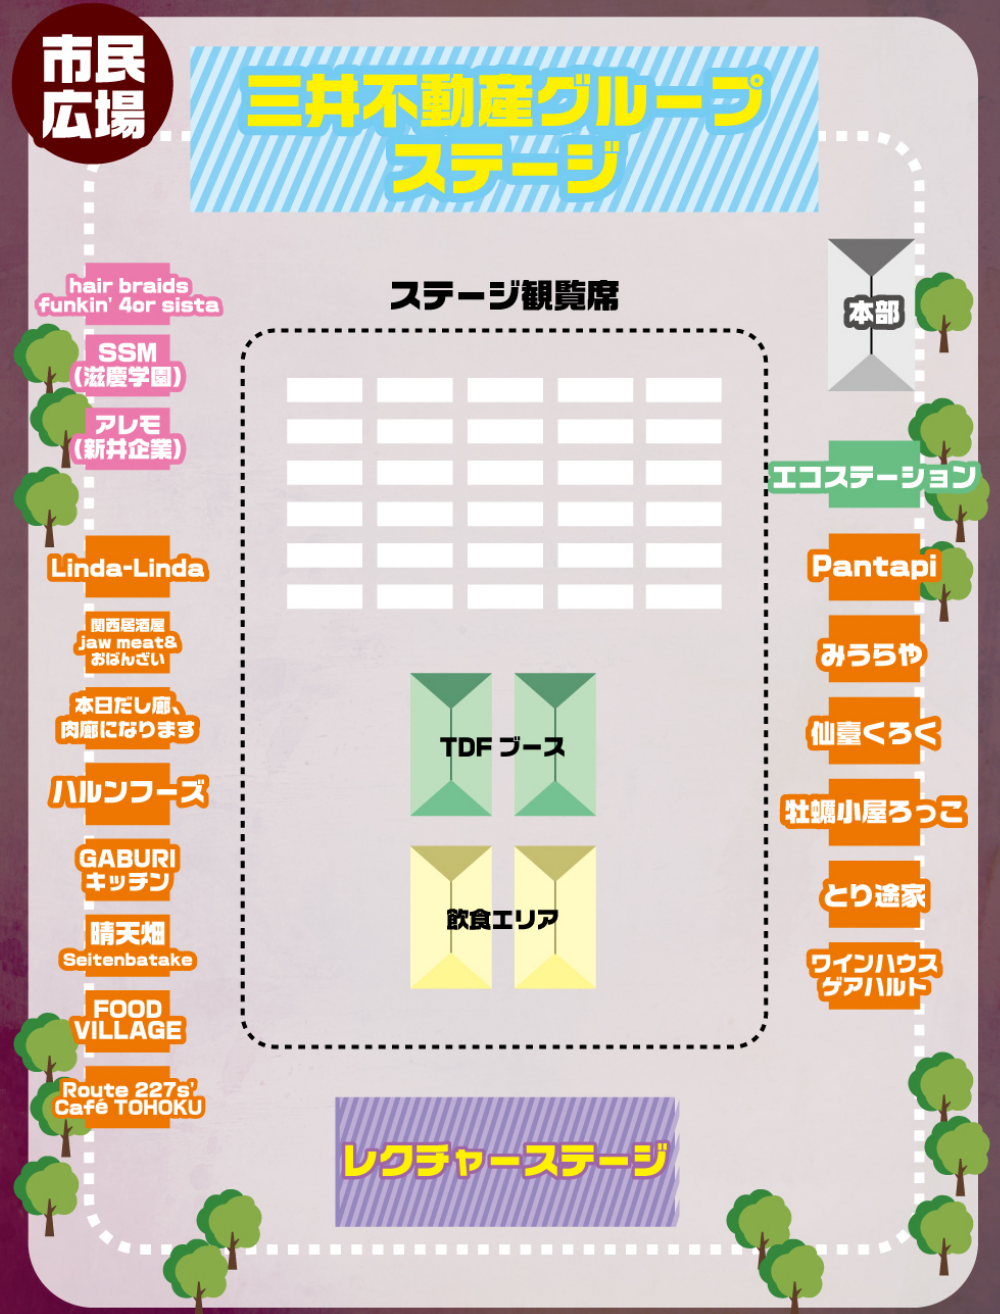 市民
広場
三井不動産グループ
ステージ
hair braids
funkin' 4or sista
SSM
(滋慶学園)
アレモ
(新井企業)
Linda-Linda
関西居酒屋
jaw meat&
おばんざい
本日だし廊、
肉廊になります
ハルンフーズ
GABURI
キッチン
晴天畑
Seitenbatake
FOOD
VILLAGE
Route 227s'
Café TOHOKU
ステージ観覧席
TDF ブース
飲食エリア
レクチャーステージ
本部
エコステーション
Pantapi
みうらや
仙臺くろく
牡蠣小屋ろっこ
とり途家
ワインハウス
ゲアハルト